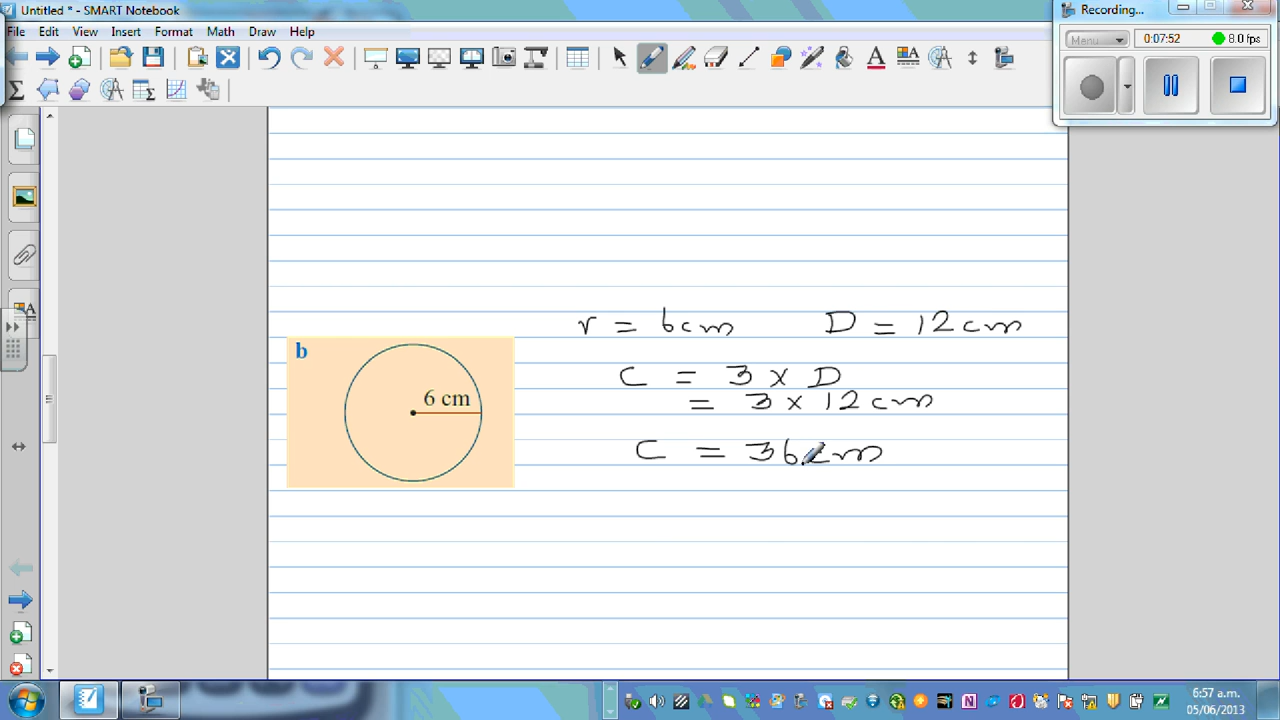 Untitled * - SMART Notebook
Recording...
File Edit View Insert Format Math Draw Help
Menu 0:07:52 8.0 fps
r = 6cm D = 12cm
b
C = 3 × D
6 cm
= 3 × 12cm
C = 36cm
6:57 a.m.
05/06/2013